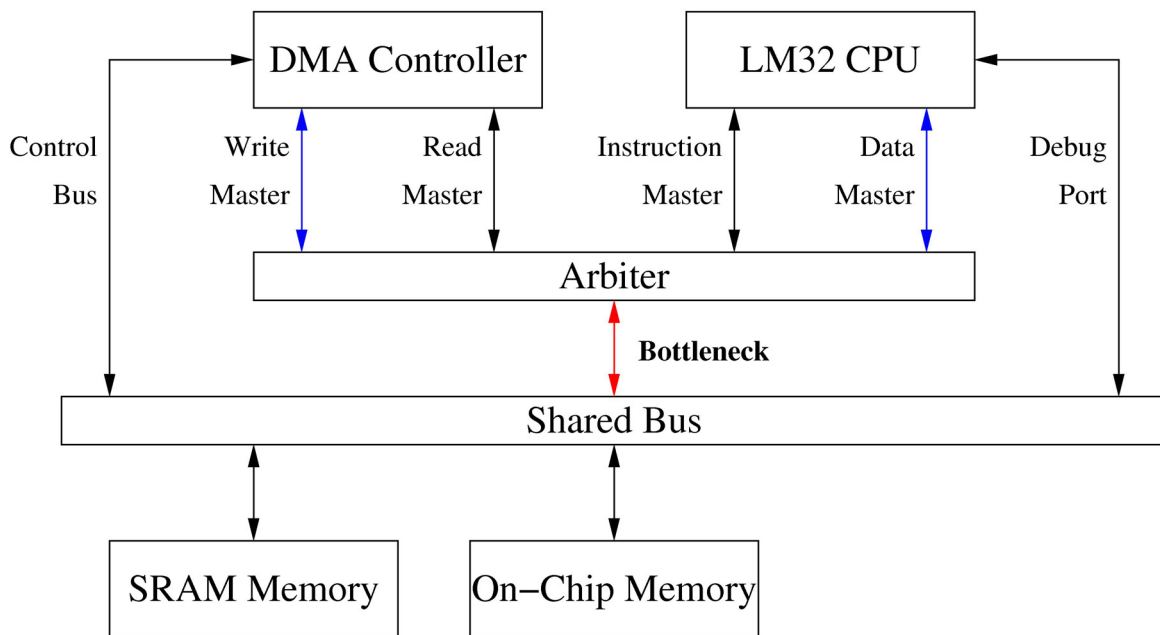 DMA Controller
LM32 CPU
Control
Bus
Write
Master
Read
Master
Instruction
Master
Data
Master
Debug
Port
Arbiter
Bottleneck
Shared Bus
SRAM Memory
On−Chip Memory